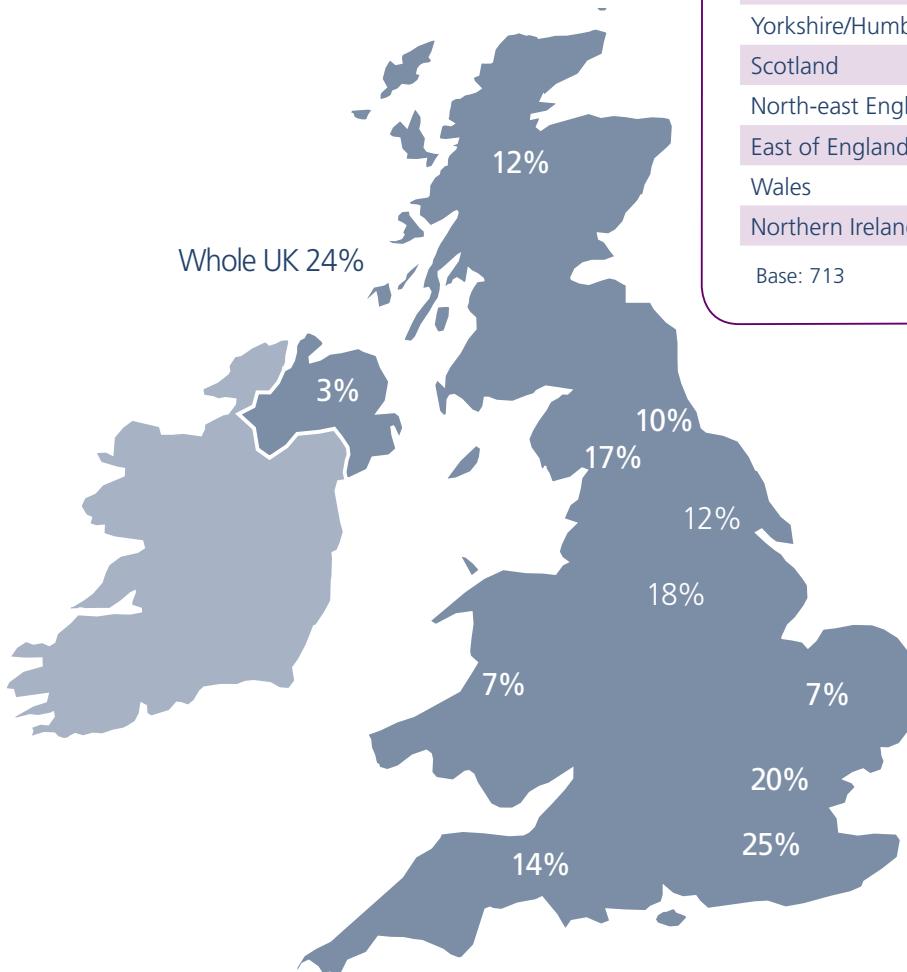 Yorkshire/Humb
Scotland
North-east Engl
East of England
Wales
Northern Irelan
Base: 713
12%
Whole UK 24%
3%
10%
17%
12%
18%
7%
7%
20%
25%
14%